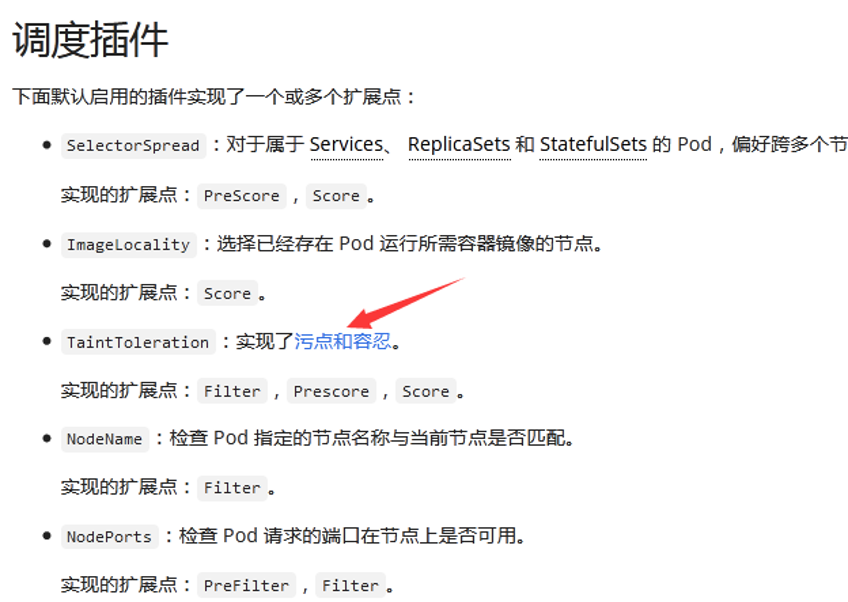 调度插件
下面默认启用的插件实现了一个或多个扩展点：
SelectorSpread：对于属于 Services、 ReplicaSets 和 StatefulSets 的 Pod，偏好跨多个节
实现的扩展点：PreScore，Score。
ImageLocality：选择已经存在 Pod 运行所需容器镜像的节点。
实现的扩展点：Score。
TaintToleration：实现了污点和容忍。
实现的扩展点：Filter，Prescore，Score。
NodeName：检查 Pod 指定的节点名称与当前节点是否匹配。
实现的扩展点：Filter。
NodePorts：检查 Pod 请求的端口在节点上是否可用。
实现的扩展点：PreFilter，Filter。